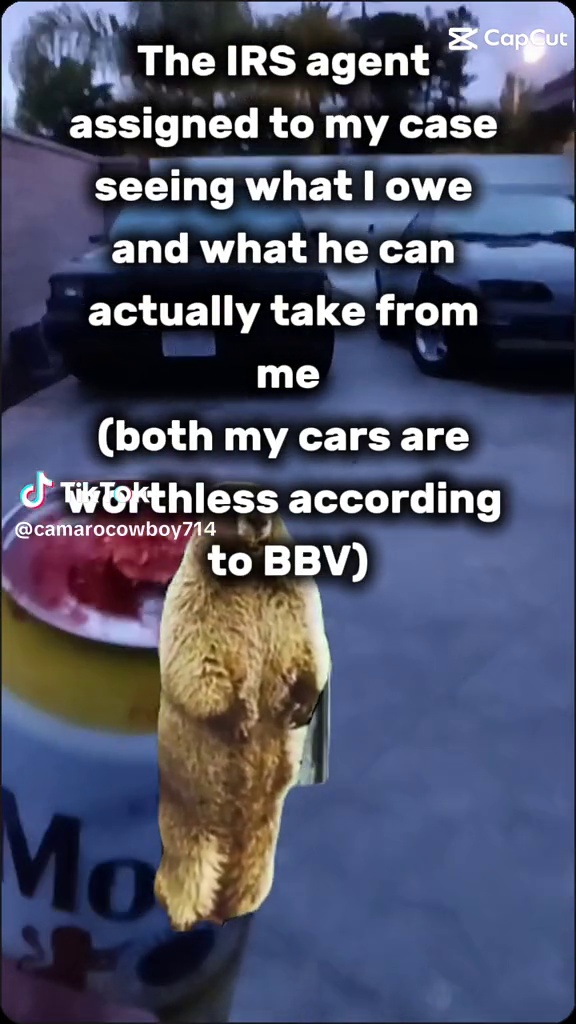 CapCut
The IRS agent
assigned to my case
seeing what I owe
and what he can
actually take from
me
(both my cars are
worthless according
to BBV)
TikTok
@camarocowboy714
Mo